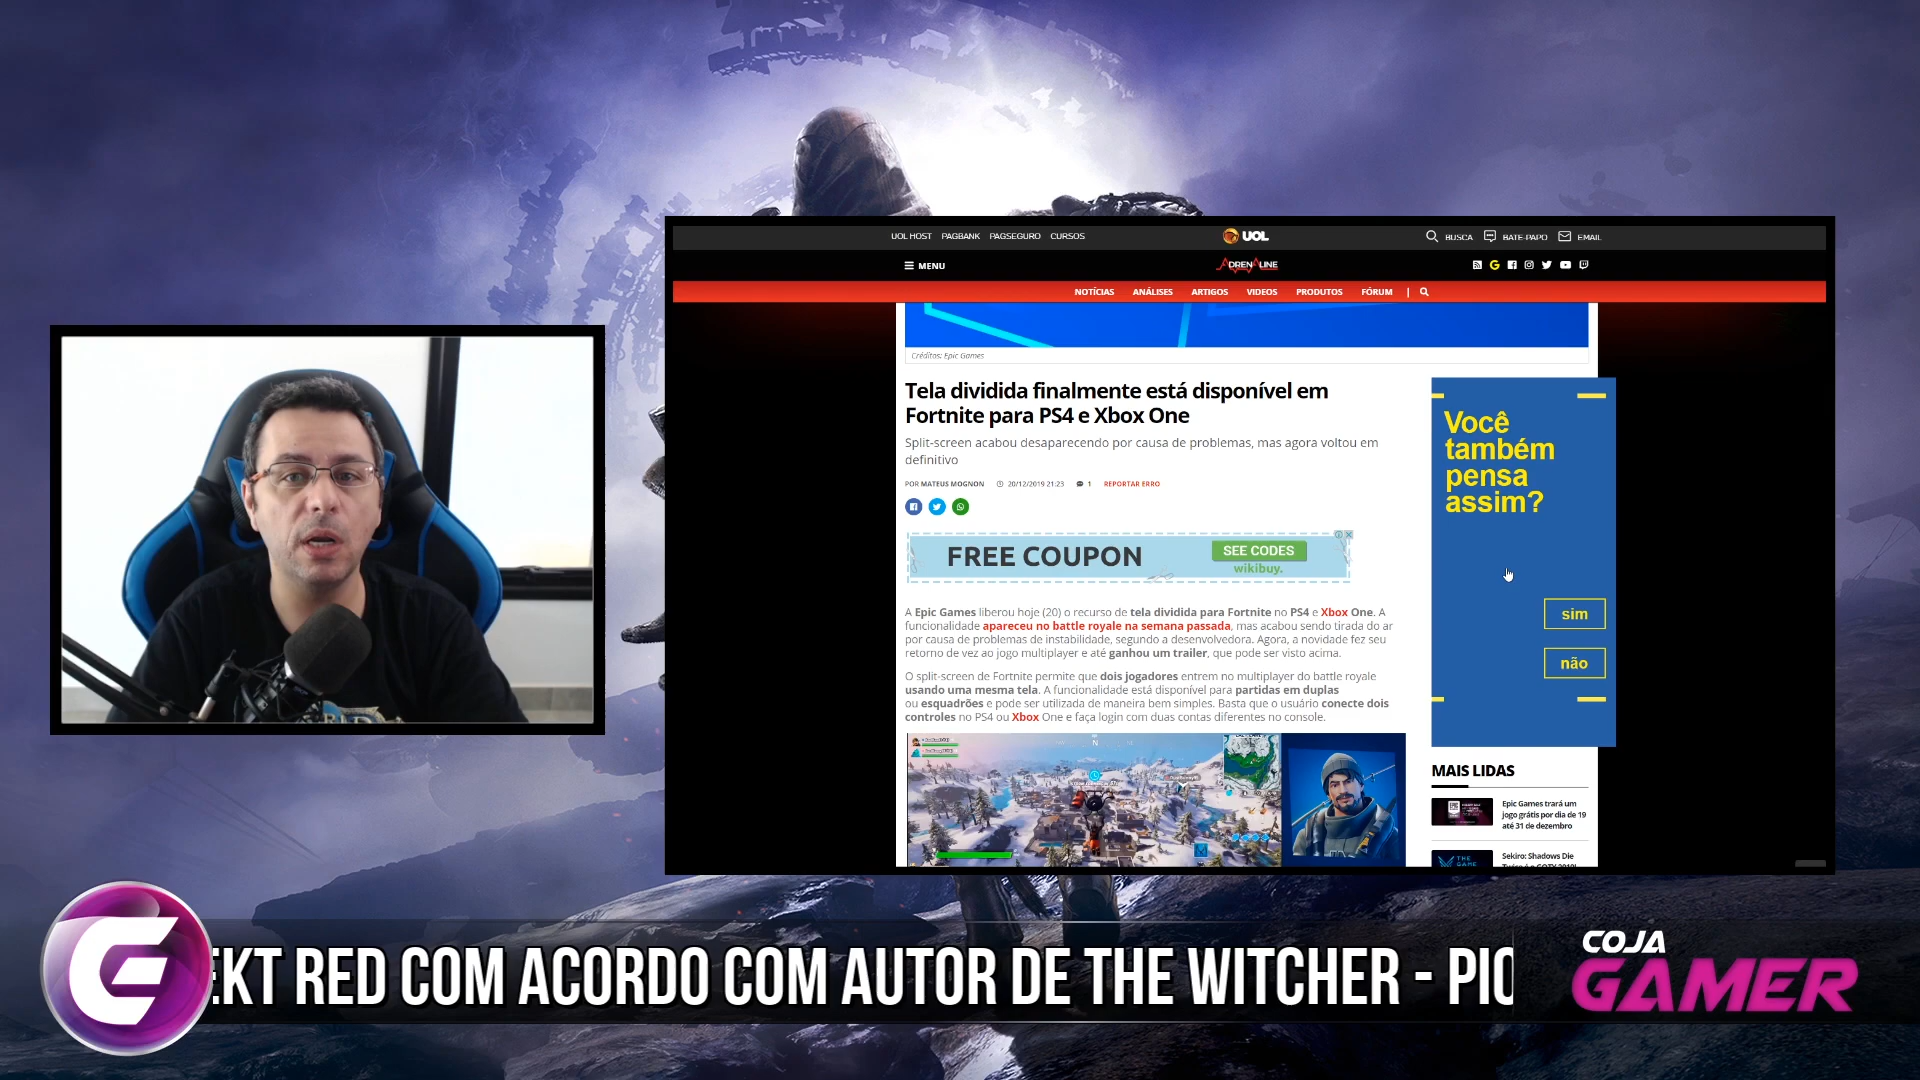 UOL HOST PAGBANK PAGSEGURO CURSOS
UOL
BUSCA BATE-PAPO EMAIL
MENU
ADRENALINE
NOTÍCIAS ANÁLISES ARTIGOS VIDEOS PRODUTOS FÓRUM |
Créditos: Epic Games
Tela dividida finalmente está disponível em
Fortnite para PS4 e Xbox One
Split-screen acabou desaparecendo por causa de problemas, mas agora voltou em
definitivo
POR MATEUS MOGNON 20/12/2019 21:23 1 REPORTAR ERRO
FREE COUPON
SEE CODES
wikibuy.
A Epic Games liberou hoje (20) o recurso de tela dividida para Fortnite no PS4 e Xbox One. A
funcionalidade apareceu no battle royale na semana passada, mas acabou sendo tirada do ar
por causa de problemas de instabilidade, segundo a desenvolvedora. Agora, a novidade fez seu
retorno de vez ao jogo multiplayer e até ganhou um trailer, que pode ser visto acima.
O split-screen de Fortnite permite que dois jogadores entrem no multiplayer do battle royale
usando uma mesma tela. A funcionalidade está disponível para partidas em duplas
ou esquadrões e pode ser utilizada de maneira bem simples. Basta que o usuário conecte dois
controles no PS4 ou Xbox One e faça login com duas contas diferentes no console.
N
Você
também
pensa
assim?
sim
não
MAIS LIDAS
Epic Games trará um
jogo grátis por dia de 19
até 31 de dezembro
THE
GAME
Sekiro: Shadows Die
EKT RED COM ACORDO COM AUTOR DE THE WITCHER - PIO
COJA
GAMER